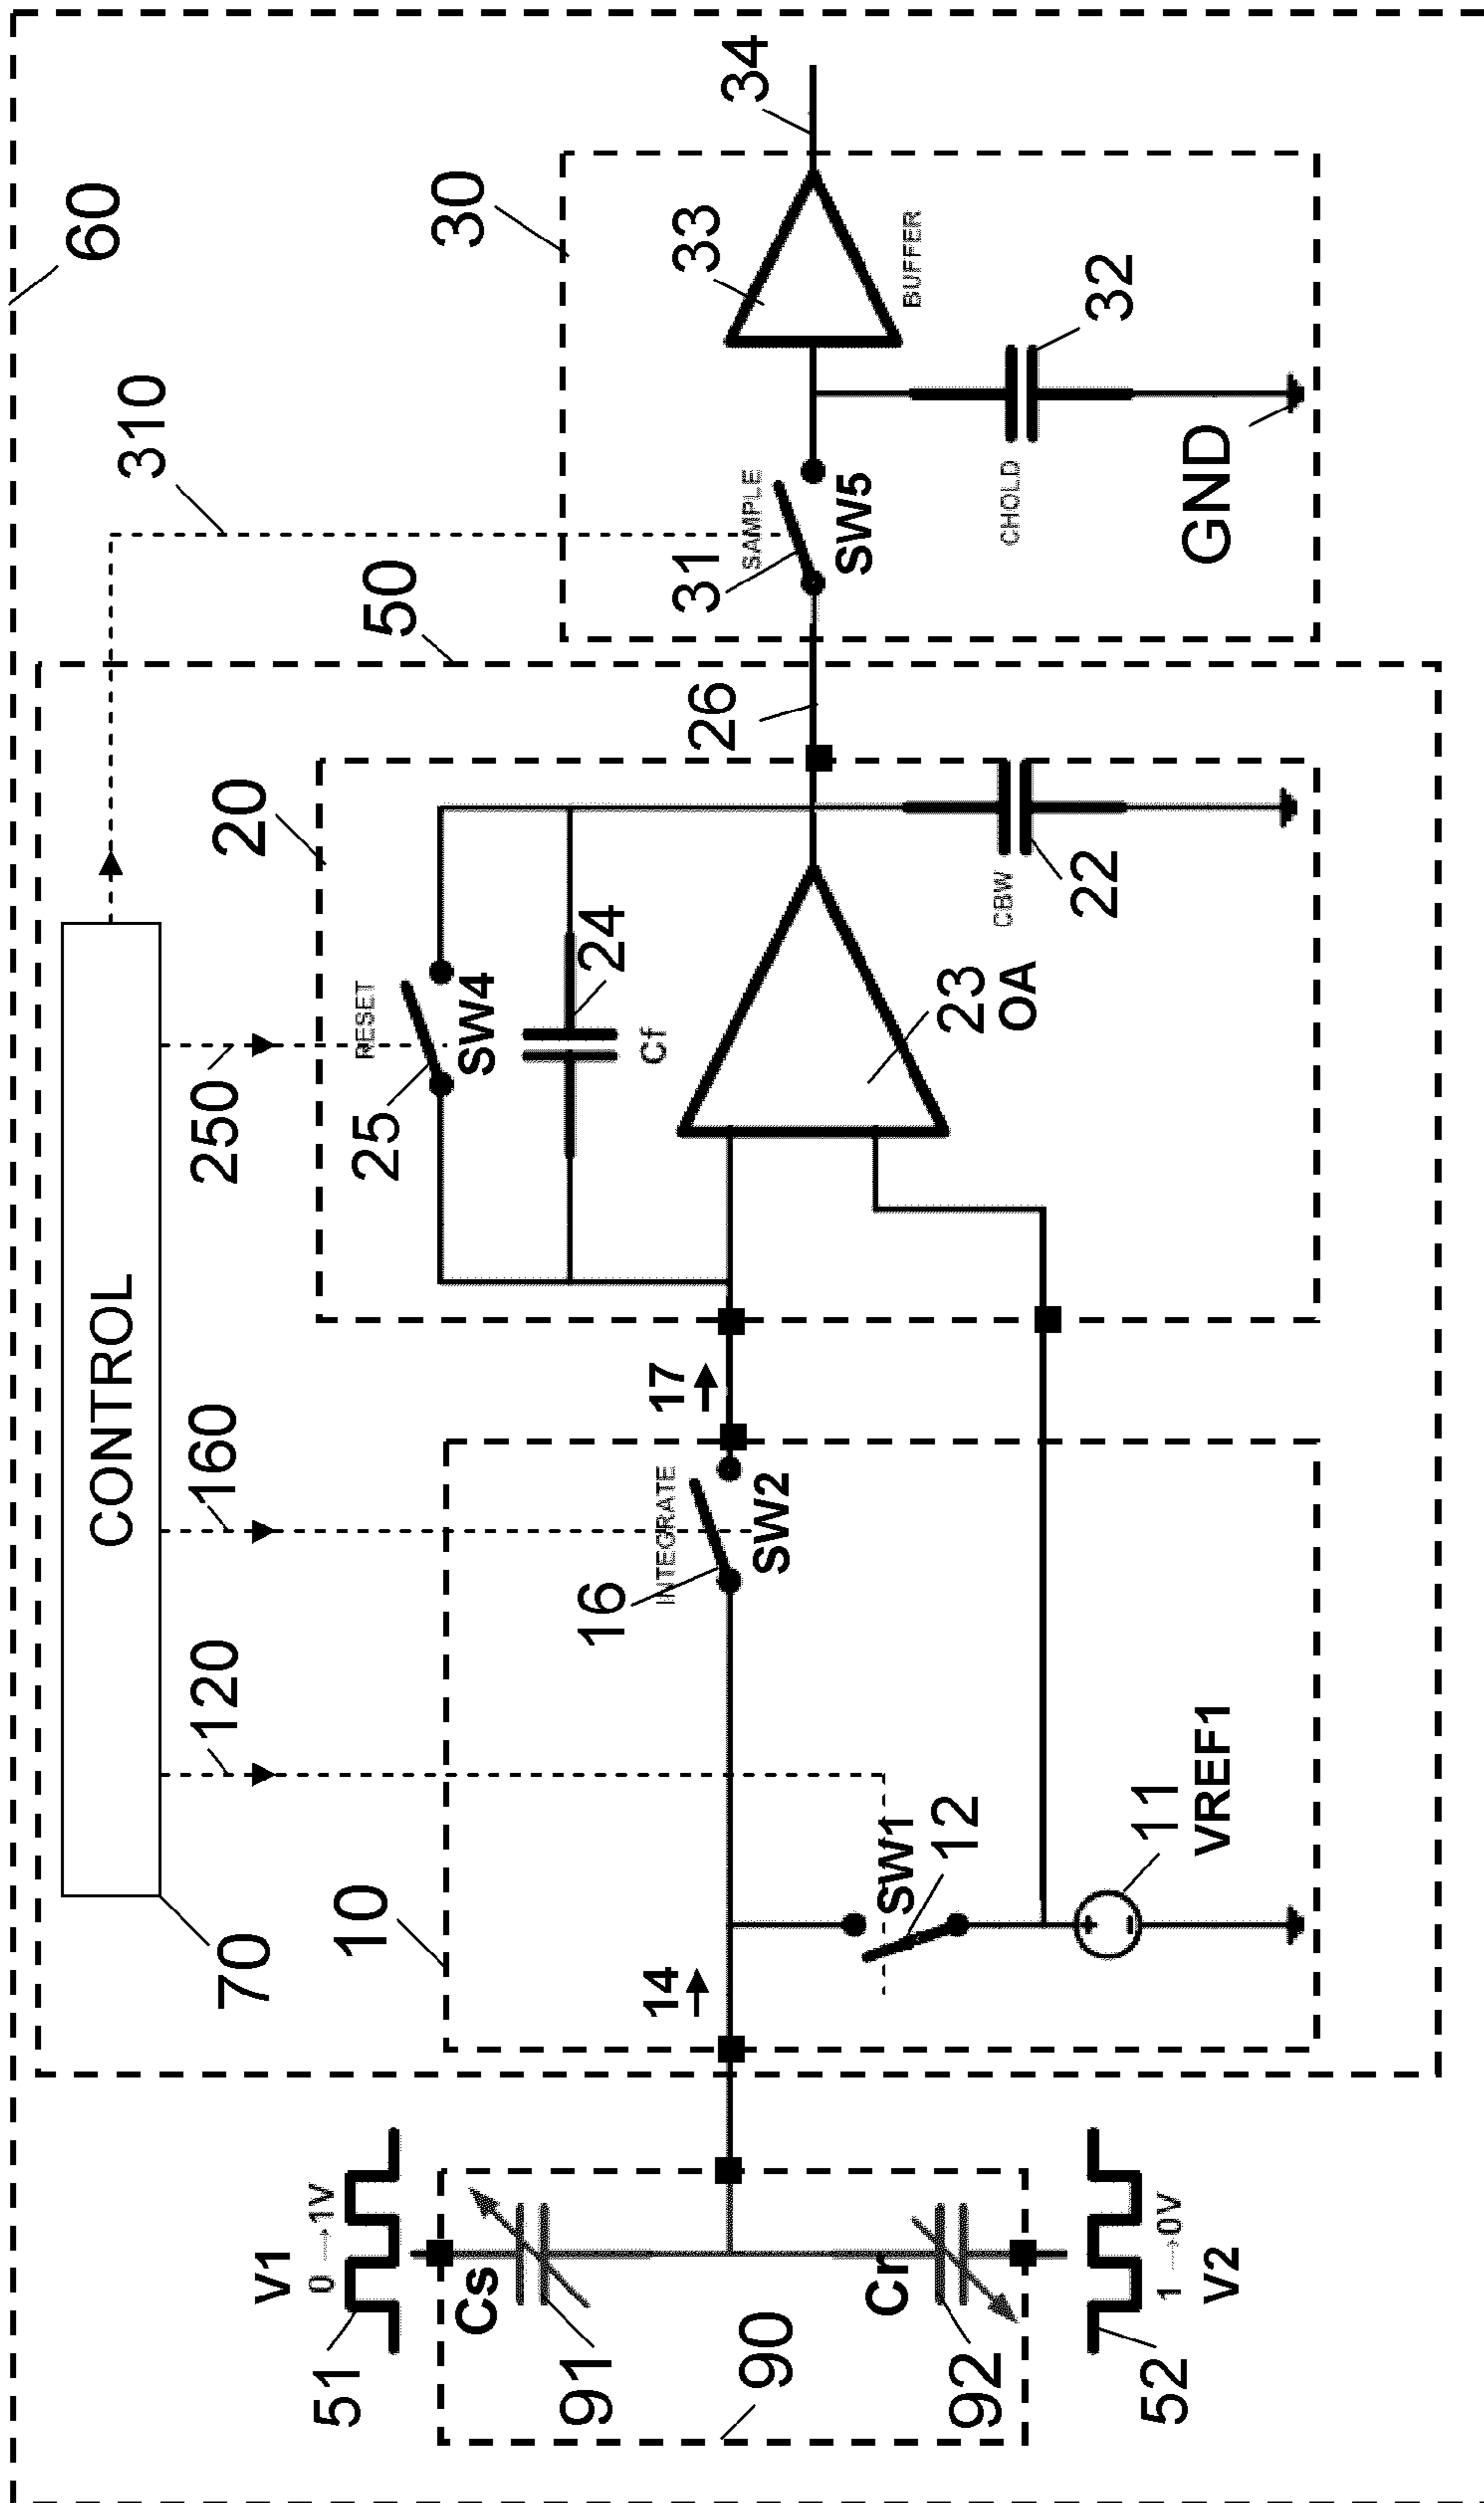 60
310
34
30
33
BUFFER
32
CHOLD
GND
SAMPLE
31
SW5
50
26
CONTROL
70
120
160
250
20
RESET
25
SW4
24
Cf
23
OA
CBW
22
10
14
17
INTEGRATE
16
SW2
SW1
12
11
VREF1
V1
0→1V
51
Cs
91
90
Cr
92
52
1→0V
V2